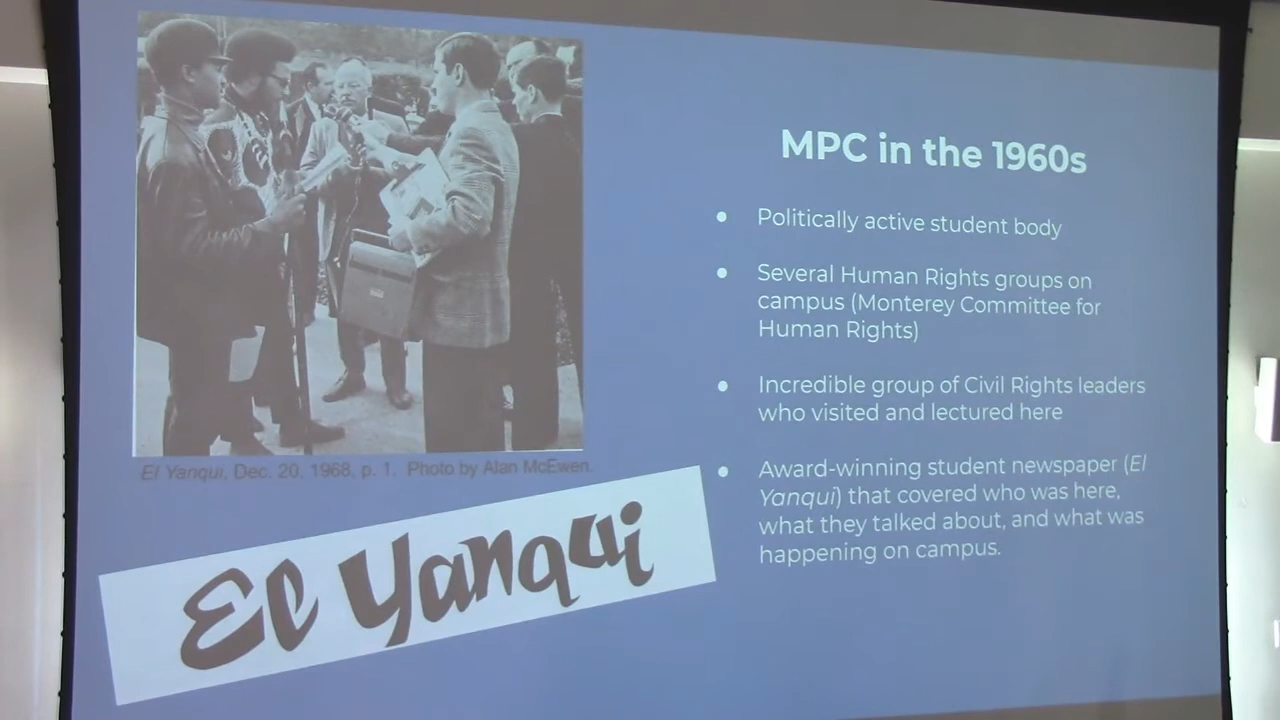 MPC in the 1960s
● Politically active student body
● Several Human Rights groups on
campus (Monterey Committee for
Human Rights)
● Incredible group of Civil Rights leaders
who visited and lectured here
● Award-winning student newspaper (El
Yanqui) that covered who was here,
what they talked about, and what was
happening on campus.
El Yanqui, Dec. 20, 1968, p. 1. Photo by Alan McEwen.
El Yanqui